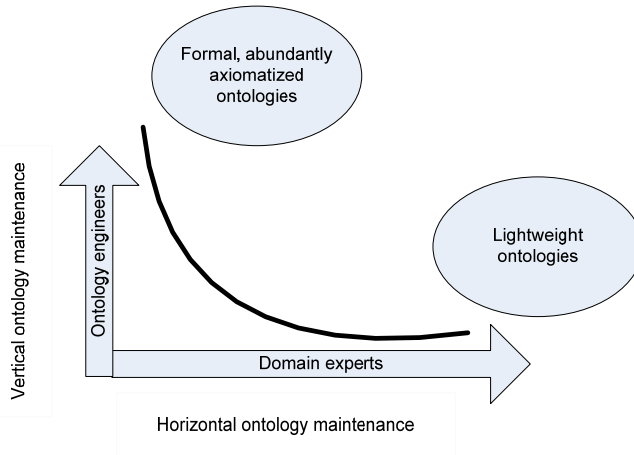 Formal, abundantly
axiomatized
ontologies
Vertical ontology maintenance
Ontology engineers
Lightweight
ontologies
Domain experts
Horizontal ontology maintenance